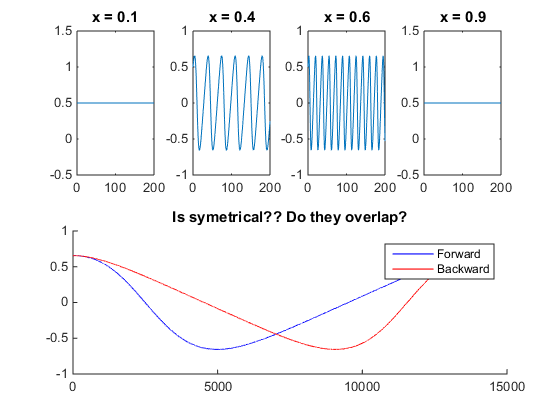 x = 0.1 x = 0.4 x = 0.6 x = 0.9
1.5 1 1 1.5
1 0.5 0.5 1
0.5 0 0 0.5
0 -0.5 -0.5 0
-0.5 -1 -1 -0.5
0 100 200 0 100 200 0 100 200 0 100 200
Is symetrical?? Do they overlap?
1
Forward
Backward
0.5
0
-0.5
-1
0 5000 10000 15000